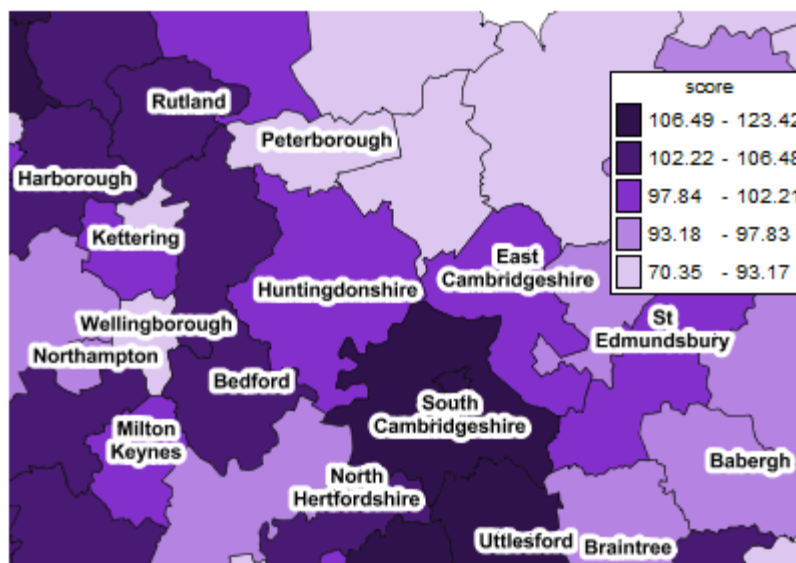 score
106.49 - 123.42
102.22 - 106.48
97.84 - 102.21
93.18 - 97.83
70.35 - 93.17
Rutland
Peterborough
Harborough
Kettering
East
Cambridgeshire
Huntingdonshire
Wellingborough
St
Edmundsbury
Northampton
Bedford
South
Cambridgeshire
Milton
Keynes
Babergh
North
Hertfordshire
Uttlesford
Braintree